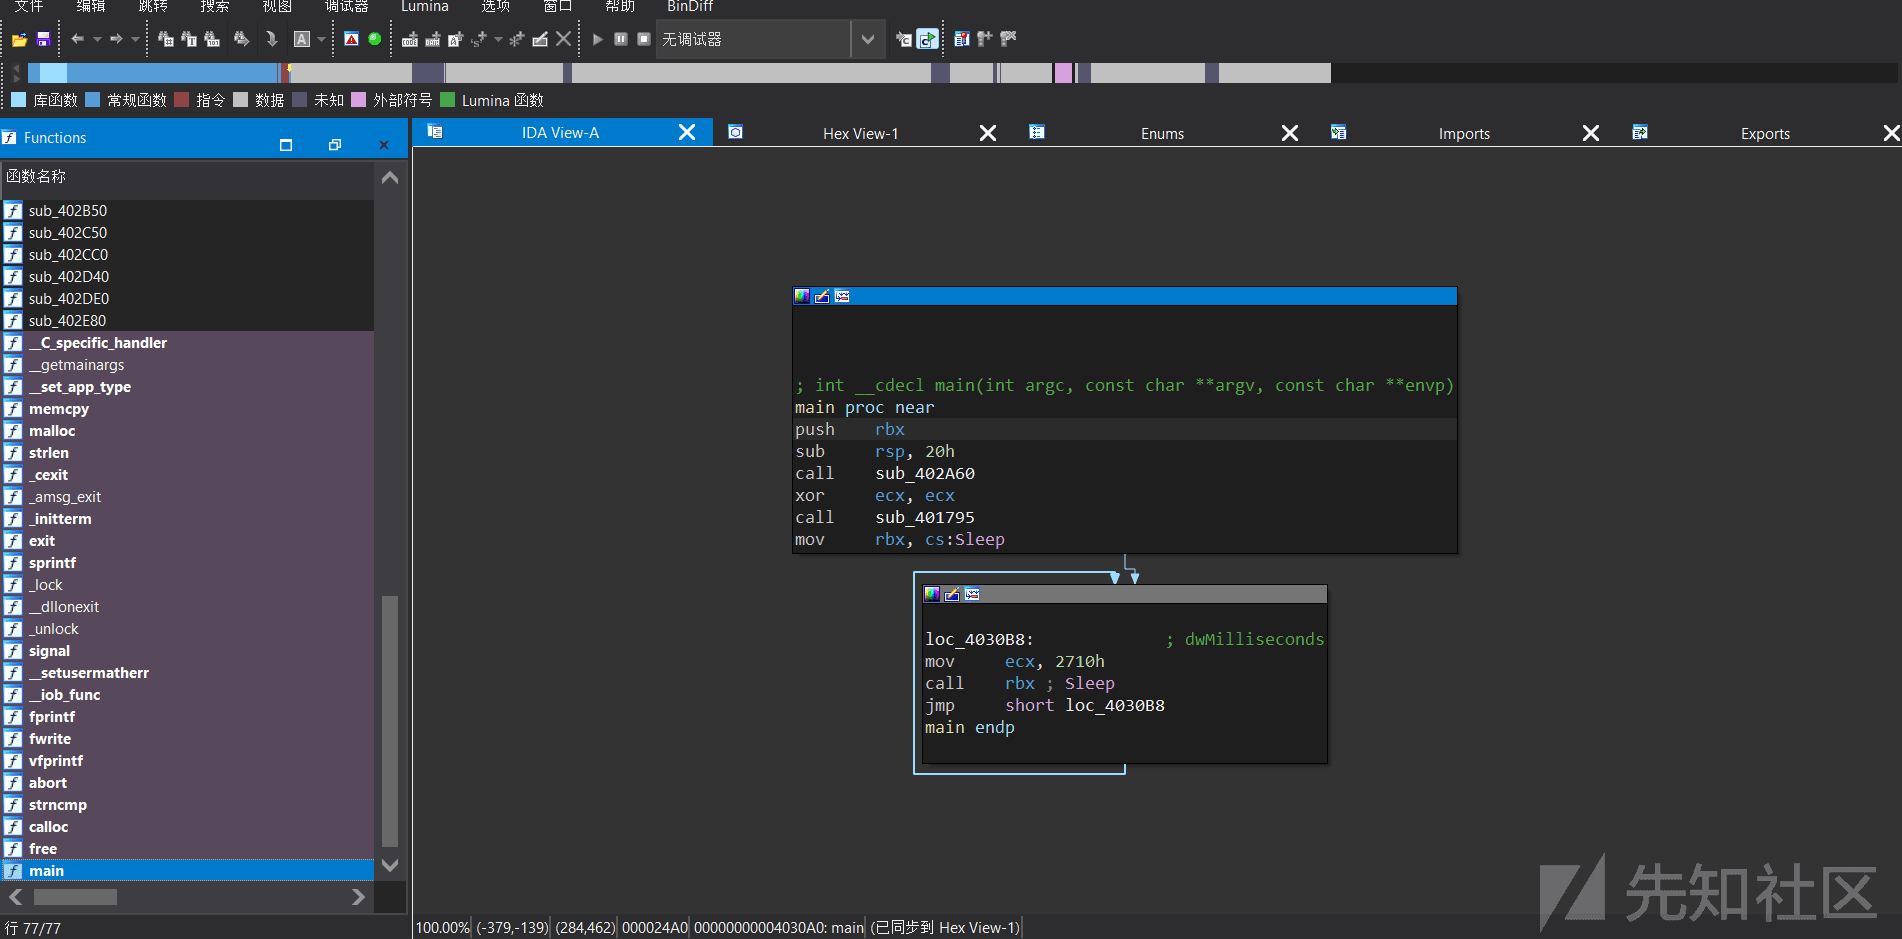 文件 编辑 跳转 搜索 视图 调试器 Lumina 选项 窗口 帮助 BinDiff
无调试器
库函数 常规函数 指令 数据 未知 外部符号 Lumina 函数
Functions
IDA View-A Hex View-1 Enums Imports Exports
函数名称
sub_402B50
sub_402C50
sub_402CC0
sub_402D40
sub_402DE0
sub_402E80
__C_specific_handler
__getmainargs
__set_app_type
memcpy
malloc
strlen
_cexit
_amsg_exit
_initterm
exit
sprintf
_lock
__dllonexit
_unlock
signal
__setusermatherr
__iob_func
fprintf
fwrite
vfprintf
abort
strncmp
calloc
free
main
行 77/77
; int __cdecl main(int argc, const char **argv, const char **envp)
main proc near
push rbx
sub rsp, 20h
call sub_402A60
xor ecx, ecx
call sub_401795
mov rbx, cs:Sleep
loc_4030B8: ; dwMilliseconds
mov ecx, 2710h
call rbx ; Sleep
jmp short loc_4030B8
main endp
100.00% (-379,-139) (284,462) 000024A0 00000000004030A0: main (已同步到 Hex View-1)
先知社区